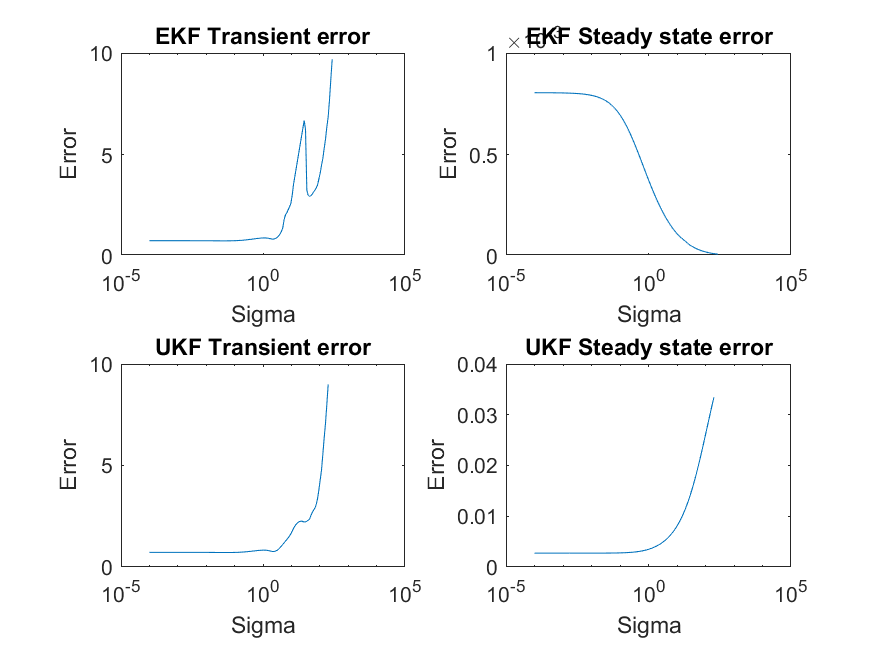 EKF Transient error
10
5
0
Error
10^-5
10^0
10^5
Sigma
EKF Steady state error
1
0.5
0
Error
10^-5
10^0
10^5
Sigma
UKF Transient error
10
5
0
Error
10^-5
10^0
10^5
Sigma
UKF Steady state error
0.04
0.03
0.02
0.01
0
Error
10^-5
10^0
10^5
Sigma